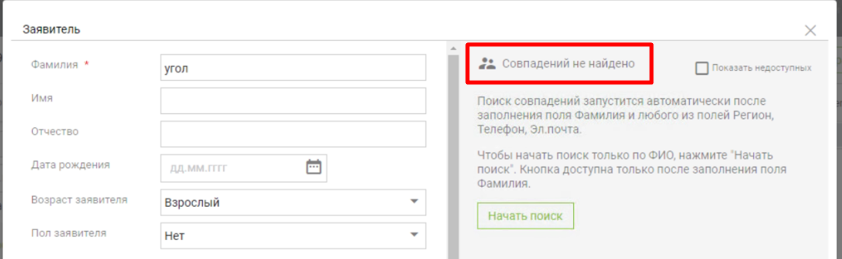 Заявитель
Фамилия *
угол
Имя
Отчество
Дата рождения
дд.мм.гггг
Возраст заявителя
Взрослый
Пол заявителя
Нет
Совпадений не найдено
Показать недоступных
Поиск совпадений запустится автоматически после
заполнения поля Фамилия и любого из полей Регион,
Телефон, Эл.почта.
Чтобы начать поиск только по ФИО, нажмите "Начать
поиск". Кнопка доступна только после заполнения поля
Фамилия.
Начать поиск